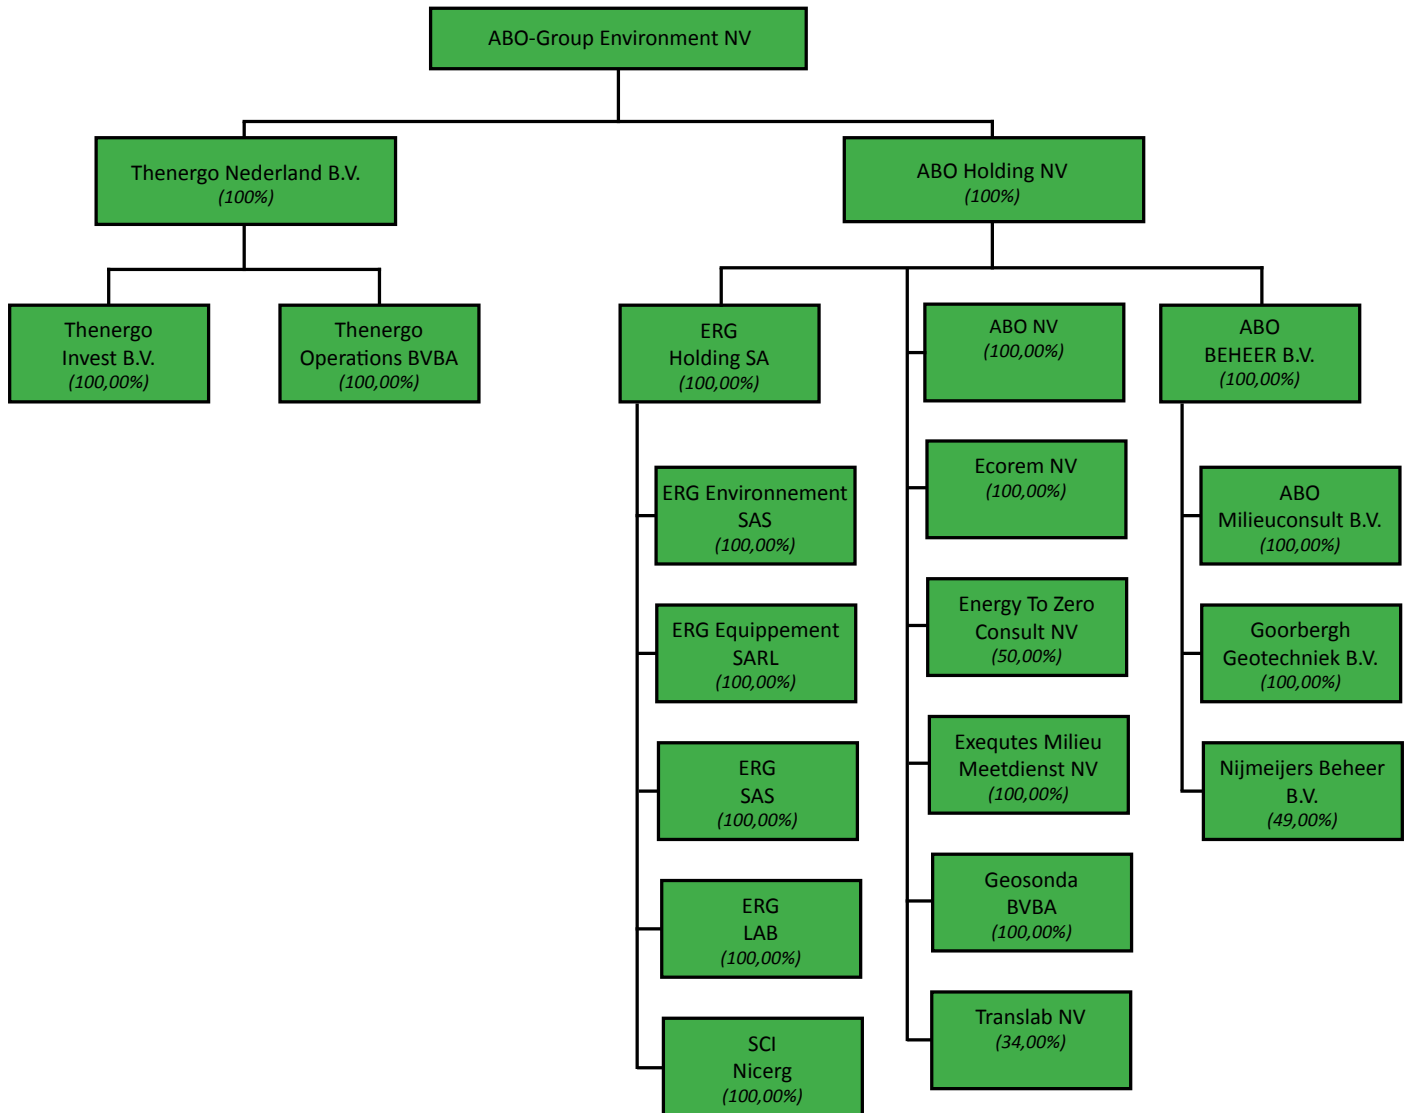 ABO-Group Environment NV
Thenergo Nederland B.V.
(100%)
ABO Holding NV
(100%)
Thenergo
Invest B.V.
(100,00%)
Thenergo
Operations BVBA
(100,00%)
ERG
Holding SA
(100,00%)
ABO NV
(100,00%)
ABO
BEHEER B.V.
(100,00%)
ERG Environnement
SAS
(100,00%)
Ecorem NV
(100,00%)
ABO
Milieuconsult B.V.
(100,00%)
ERG Equippement
SARL
(100,00%)
Energy To Zero
Consult NV
(50,00%)
Goorbergh
Geotechniek B.V.
(100,00%)
ERG
SAS
(100,00%)
Exequtes Milieu
Meetdienst NV
(100,00%)
Nijmeijers Beheer
B.V.
(49,00%)
ERG
LAB
(100,00%)
Geosonda
BVBA
(100,00%)
SCI
Nicerg
(100,00%)
Translab NV
(34,00%)